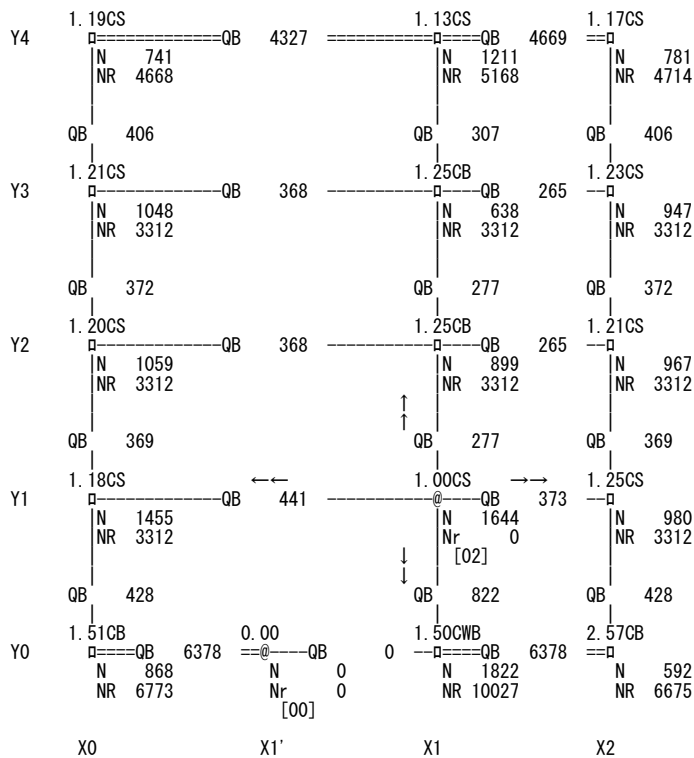 1.19CS 1.13CS 1.17CS
Y4 ¤=============QB 4327 ===========¤====QB 4669 ==¤
|N 741 |N 1211 |N 781
|NR 4668 |NR 5168 |NR 4714
QB 406 QB 307 QB 406
1.21CS 1.25CB 1.23CS
Y3 ¤-------------QB 368 -----------¤----QB 265 --¤
|N 1048 |N 638 |N 947
|NR 3312 |NR 3312 |NR 3312
QB 372 QB 277 QB 372
1.20CS 1.25CB 1.21CS
Y2 ¤-------------QB 368 -----------¤----QB 265 --¤
|N 1059 |N 899 |N 967
|NR 3312 |NR 3312 |NR 3312
↑
↑
QB 369 QB 277 QB 369
1.18CS ←← 1.00CS →→ 1.25CS
Y1 ¤-------------QB 441 -----------@----QB 373 --¤
|N 1455 |N 1644 |N 980
|NR 3312 |Nr 0 |NR 3312
↓ [02]
↓
QB 428 QB 822 QB 428
1.51CB 0.00 1.50CWB 2.57CB
Y0 ¤====QB 6378 ==@----QB 0 --¤====QB 6378 ==¤
N 868 N 0 N 1822 N 592
NR 6773 Nr 0 NR 10027 NR 6675
[00]
X0 X1' X1 X2